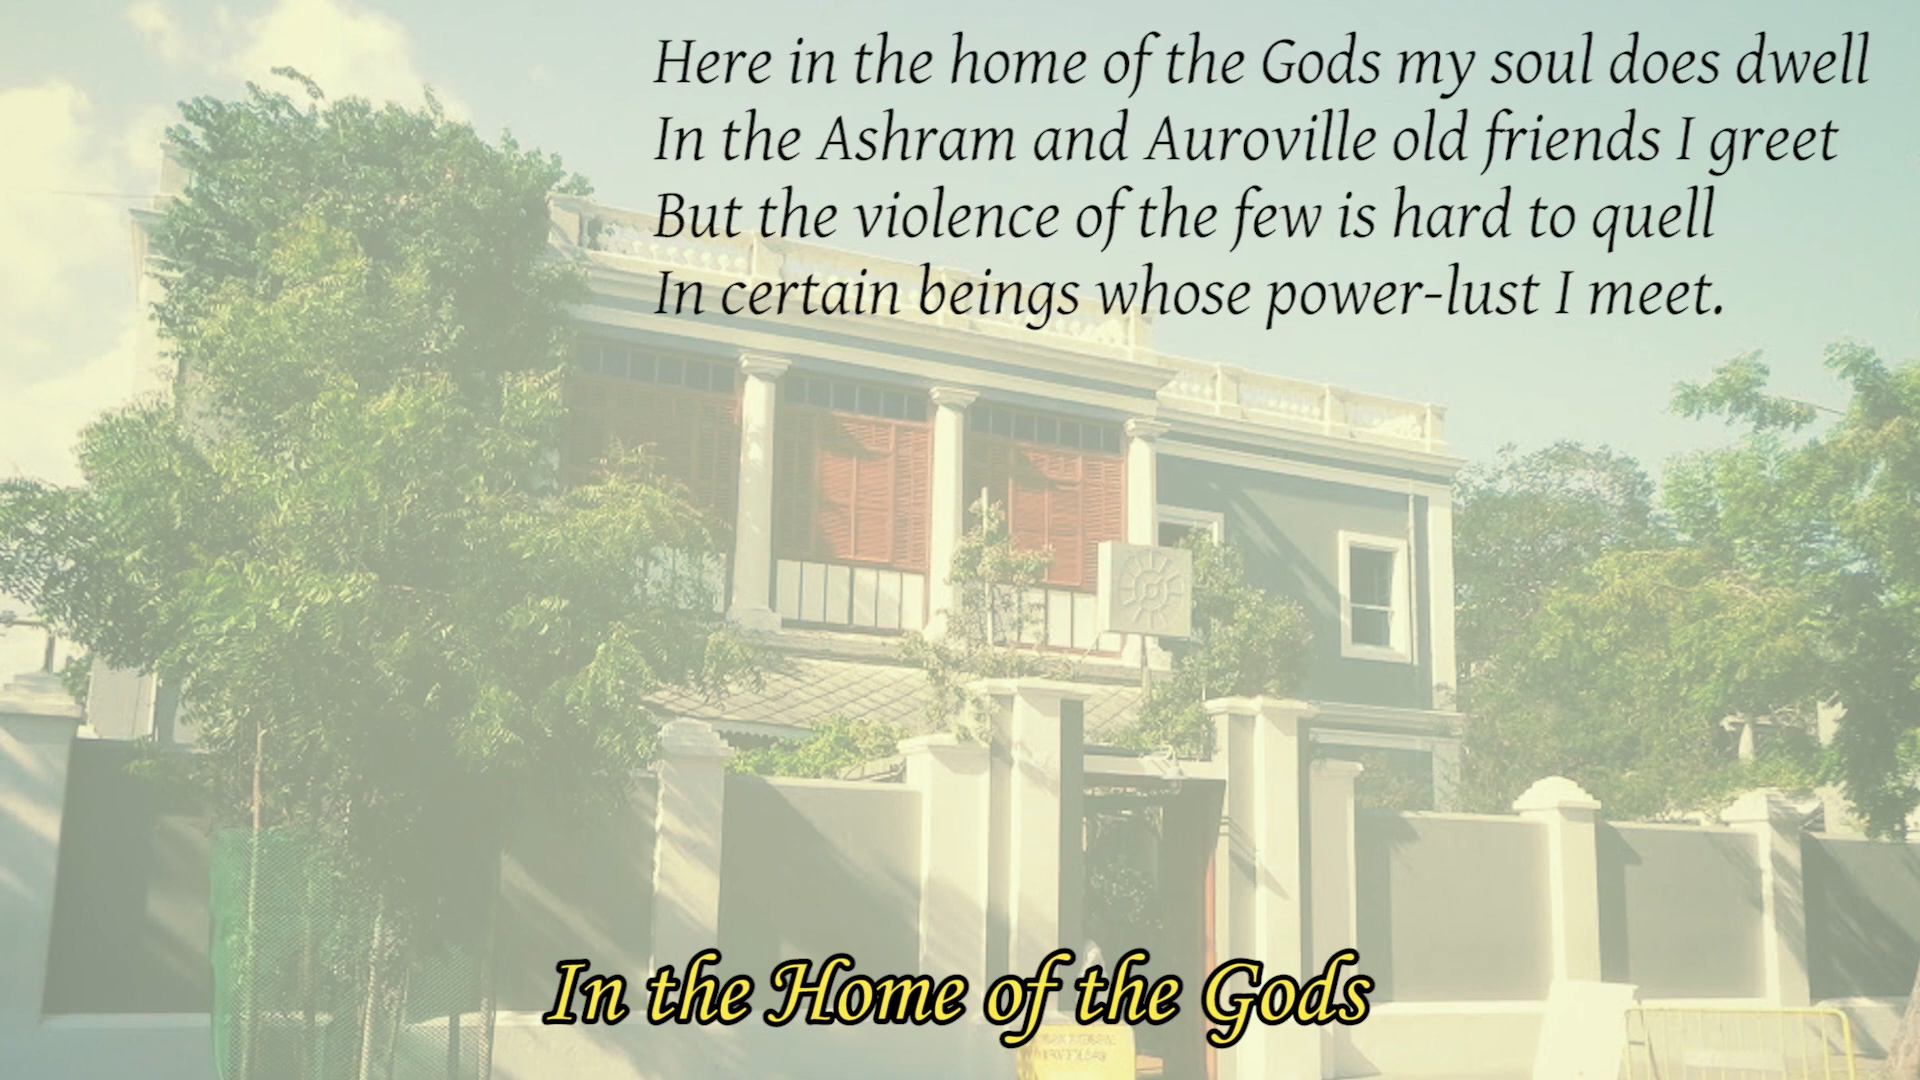 Here in the home of the Gods my soul does dwell
In the Ashram and Auroville old friends I greet
But the violence of the few is hard to quell
In certain beings whose power-lust I meet.
In the Home of the Gods